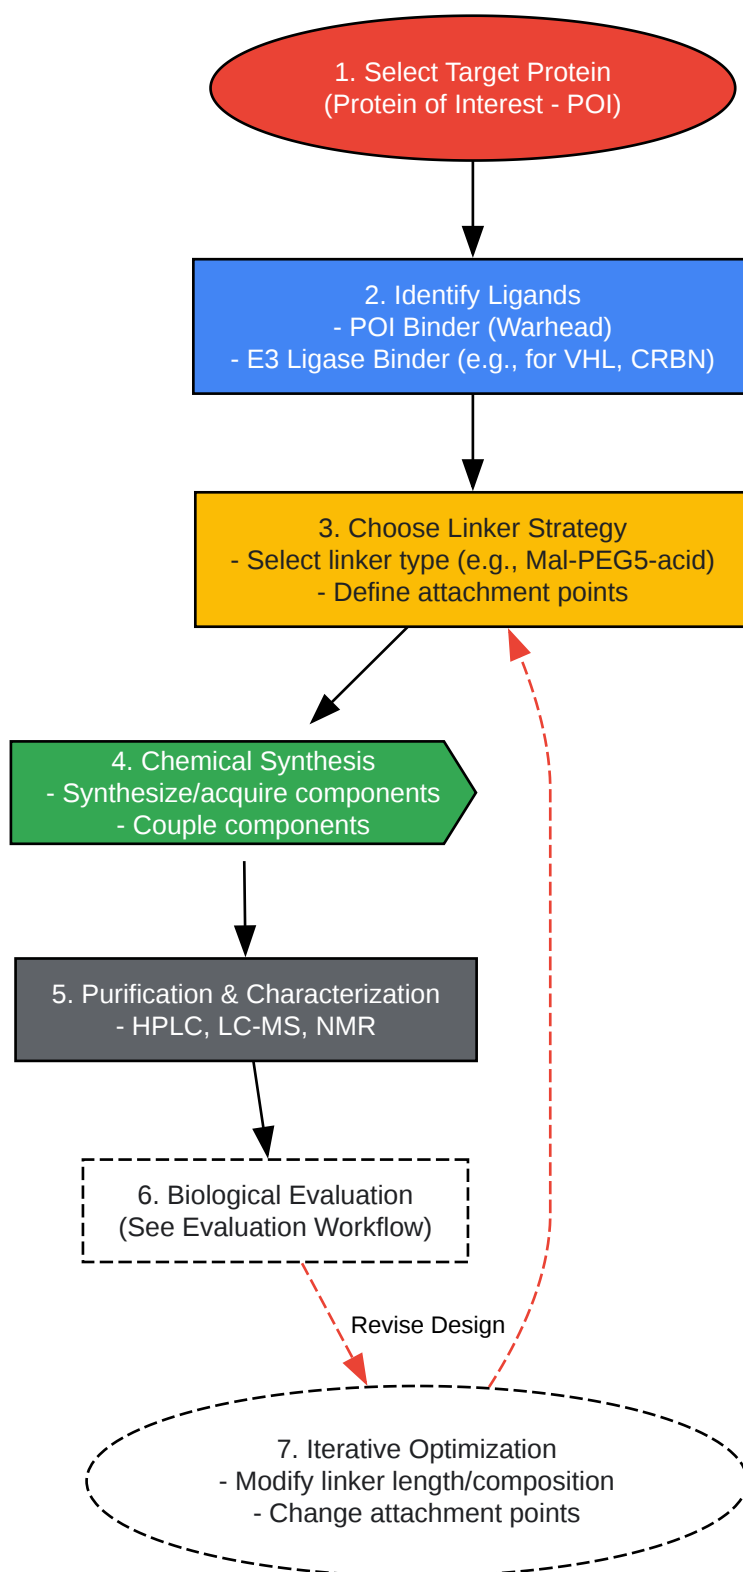 1. Select Target Protein
(Protein of Interest - POI)
2. Identify Ligands
- POI Binder (Warhead)
- E3 Ligase Binder (e.g., for VHL, CRBN)
3. Choose Linker Strategy
- Select linker type (e.g., Mal-PEG5-acid)
- Define attachment points
4. Chemical Synthesis
- Synthesize/acquire components
- Couple components
5. Purification & Characterization
- HPLC, LC-MS, NMR
6. Biological Evaluation
(See Evaluation Workflow)
Revise Design
7. Iterative Optimization
- Modify linker length/composition
- Change attachment points